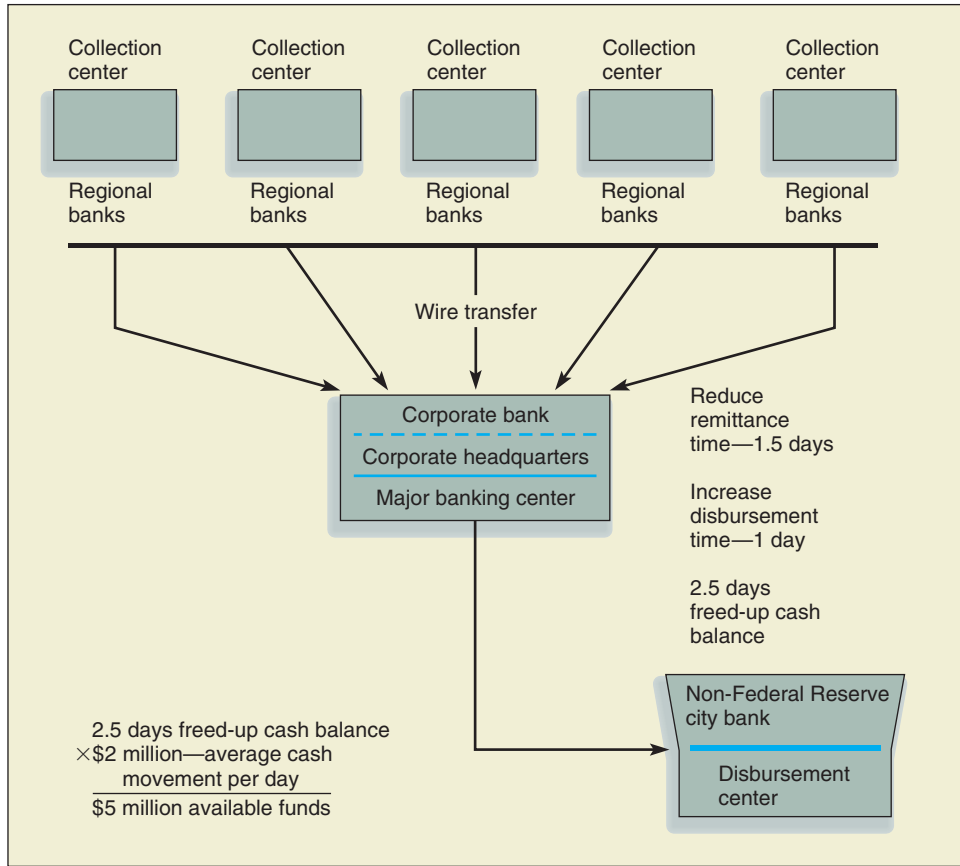 Collection
center
Collection
center
Collection
center
Collection
center
Collection
center
Regional
banks
Regional
banks
Regional
banks
Regional
banks
Regional
banks
Wire transfer
Corporate bank
Corporate headquarters
Major banking center
Reduce
remittance
time—1.5 days
Increase
disbursement
time—1 day
2.5 days
freed-up cash
balance
Non-Federal Reserve
city bank
Disbursement
center
2.5 days freed-up cash balance
×$2 million—average cash
movement per day
$5 million available funds